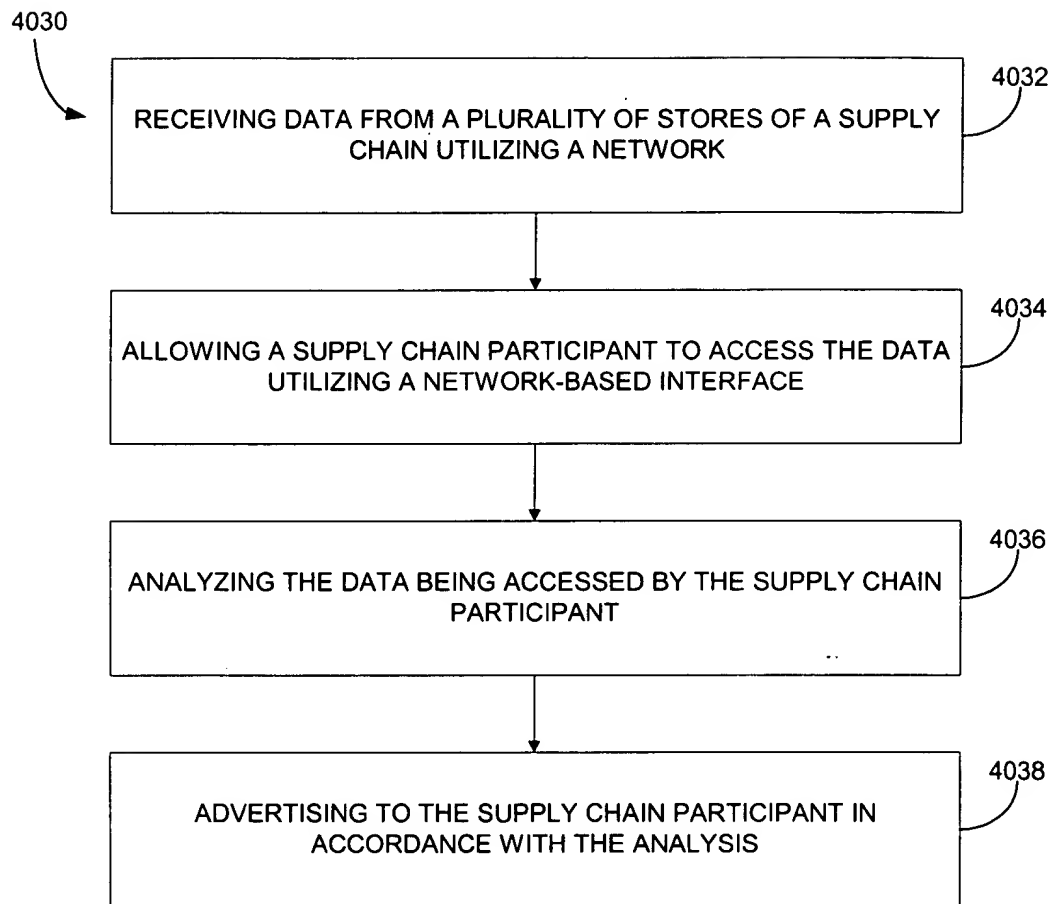 4030
4032
RECEIVING DATA FROM A PLURALITY OF STORES OF A SUPPLY
CHAIN UTILIZING A NETWORK
4034
ALLOWING A SUPPLY CHAIN PARTICIPANT TO ACCESS THE DATA
UTILIZING A NETWORK-BASED INTERFACE
4036
ANALYZING THE DATA BEING ACCESSED BY THE SUPPLY CHAIN
PARTICIPANT
4038
ADVERTISING TO THE SUPPLY CHAIN PARTICIPANT IN
ACCORDANCE WITH THE ANALYSIS